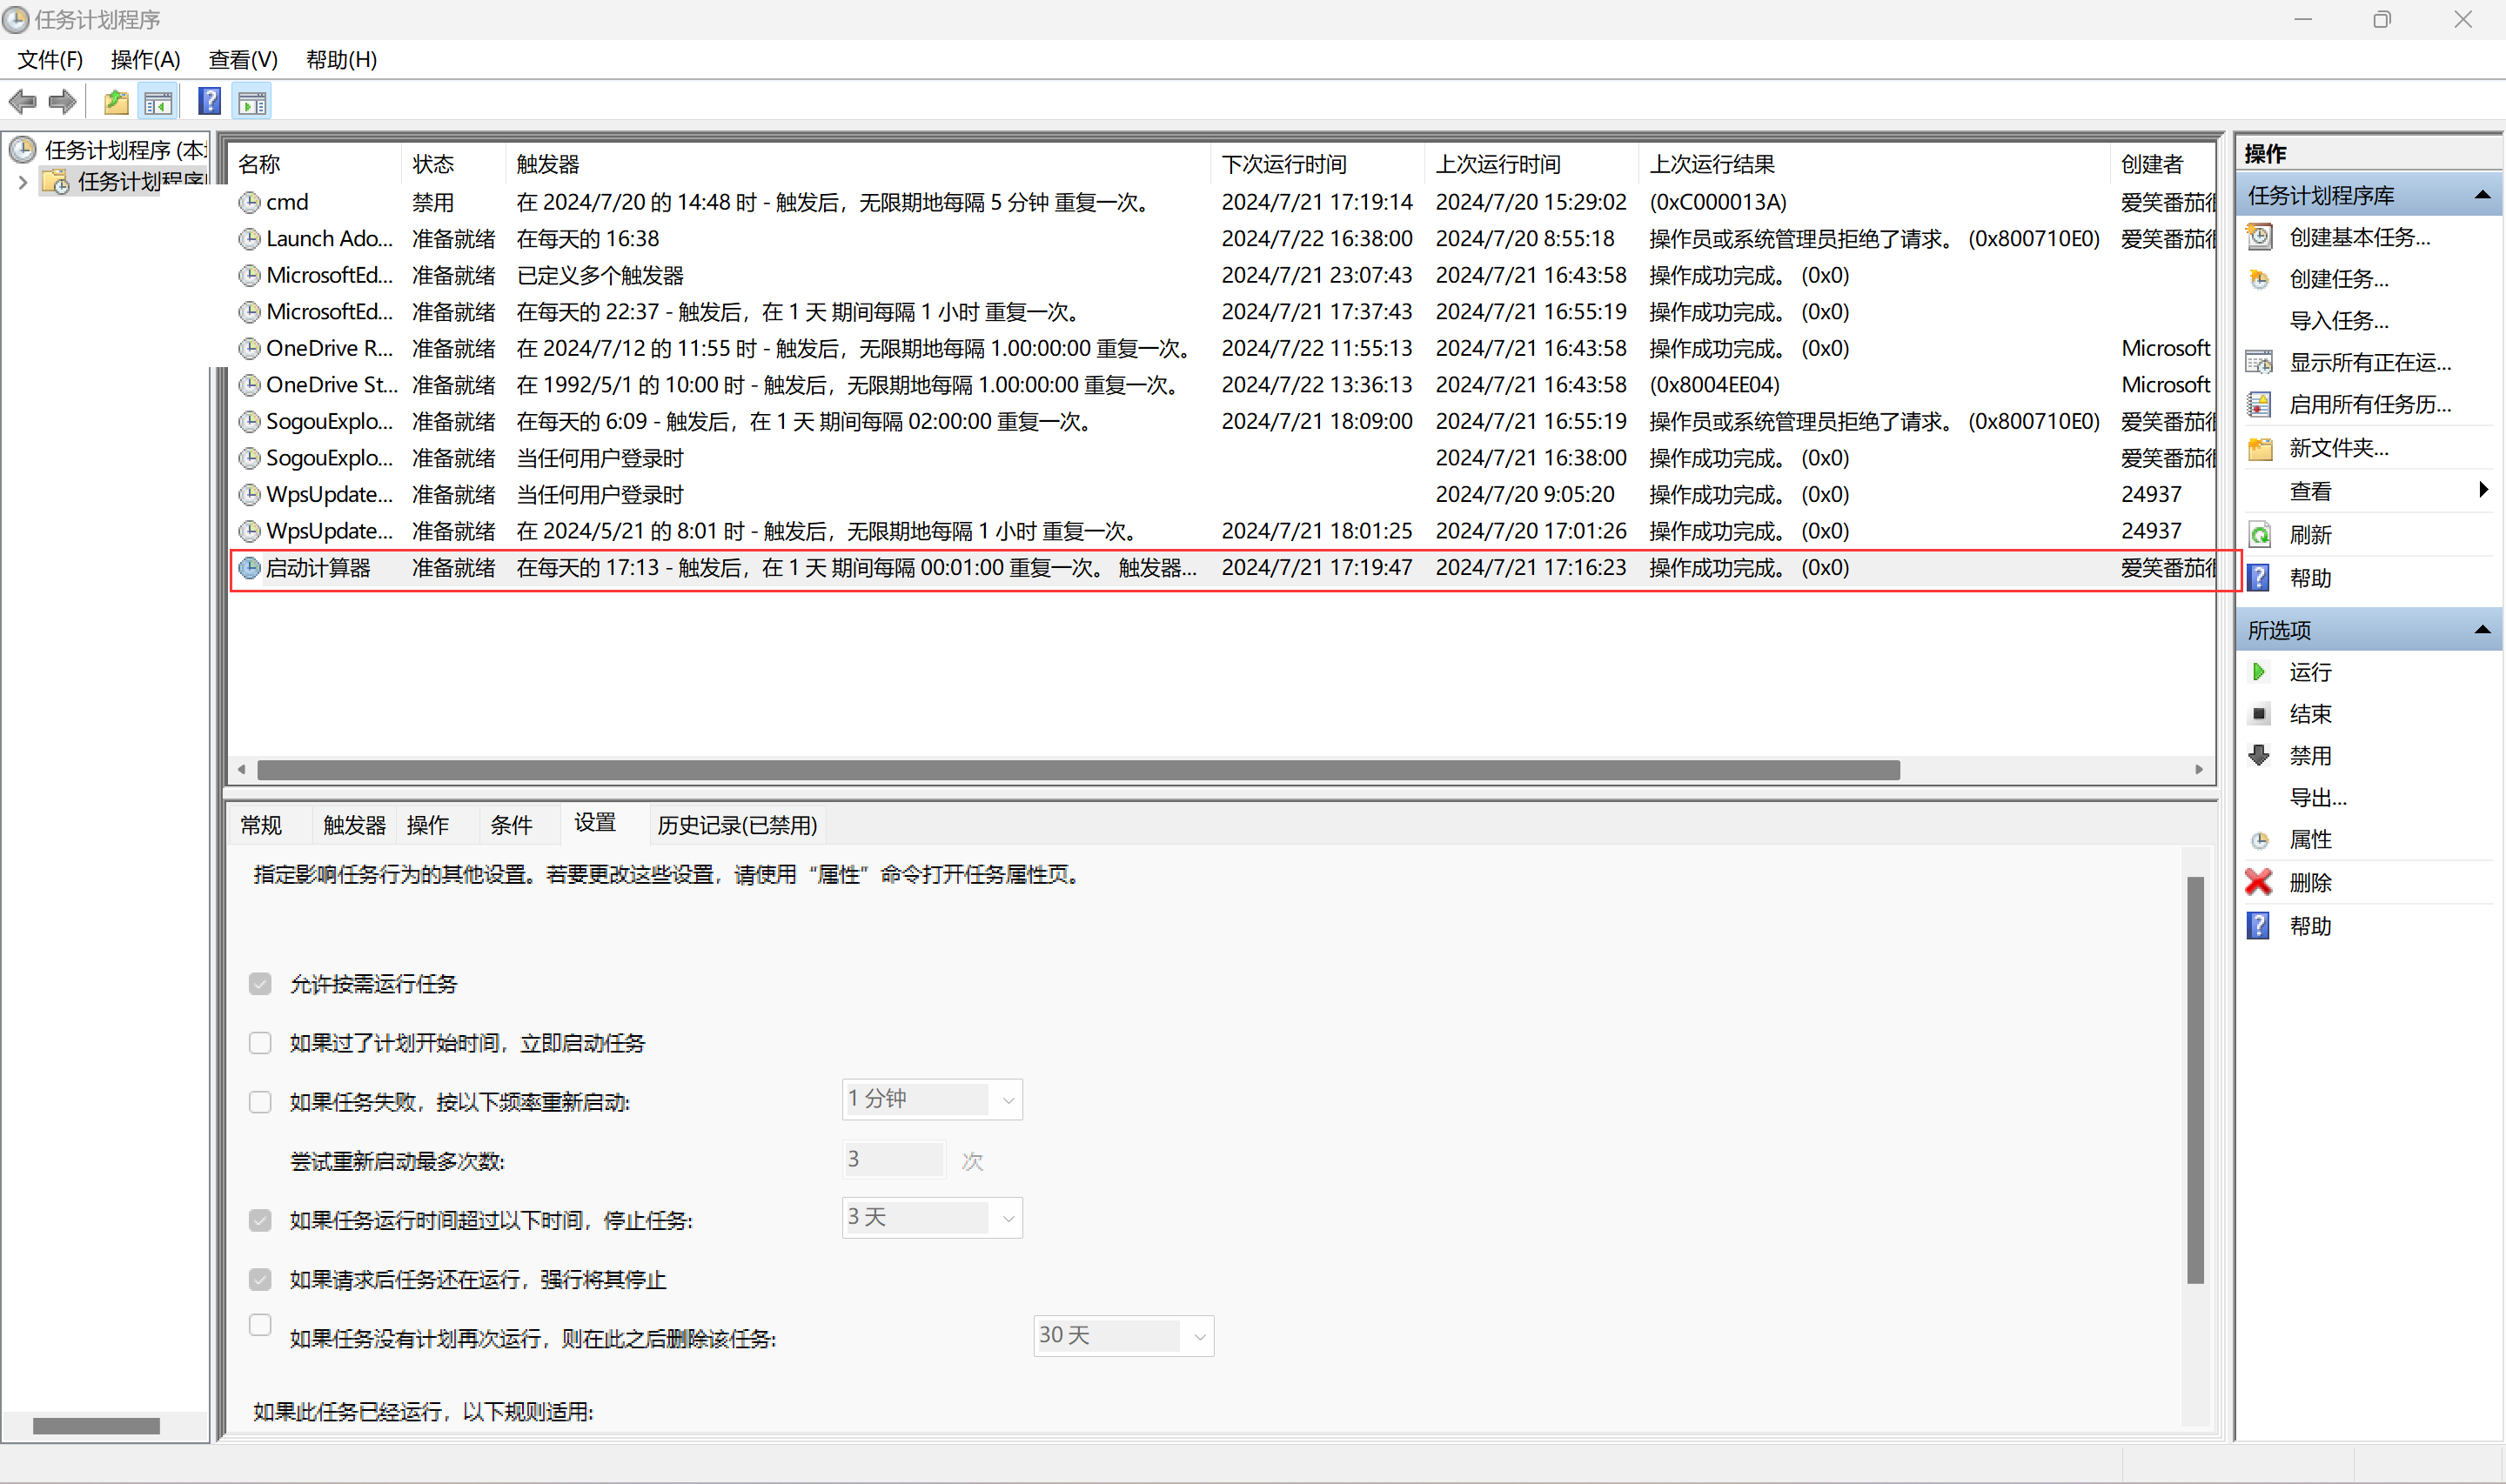 任务计划程序
文件(F) 操作(A) 查看(V) 帮助(H)
任务计划程序 (本
任务计划程序
名称 状态 触发器 下次运行时间 上次运行时间 上次运行结果 创建者
cmd 禁用 在 2024/7/20 的 14:48 时 - 触发后，无限期地每隔 5 分钟 重复一次。 2024/7/21 17:19:14 2024/7/20 15:29:02 (0xC000013A) 爱笑番茄
Launch Ado... 准备就绪 在每天的 16:38 2024/7/22 16:38:00 2024/7/20 8:55:18 操作员或系统管理员拒绝了请求。 (0x800710E0) 爱笑番茄
MicrosoftEd... 准备就绪 已定义多个触发器 2024/7/21 23:07:43 2024/7/21 16:43:58 操作成功完成。 (0x0)
MicrosoftEd... 准备就绪 在每天的 22:37 - 触发后，在 1 天 期间每隔 1 小时 重复一次。 2024/7/21 17:37:43 2024/7/21 16:55:19 操作成功完成。 (0x0)
OneDrive R... 准备就绪 在 2024/7/12 的 11:55 时 - 触发后，无限期地每隔 1.00:00:00 重复一次。 2024/7/22 11:55:13 2024/7/21 16:43:58 操作成功完成。 (0x0) Microsoft
OneDrive St... 准备就绪 在 1992/5/1 的 10:00 时 - 触发后，无限期地每隔 1.00:00:00 重复一次。 2024/7/22 13:36:13 2024/7/21 16:43:58 (0x8004EE04) Microsoft
SogouExplo... 准备就绪 在每天的 6:09 - 触发后，在 1 天 期间每隔 02:00:00 重复一次。 2024/7/21 18:09:00 2024/7/21 16:55:19 操作员或系统管理员拒绝了请求。 (0x800710E0) 爱笑番茄
SogouExplo... 准备就绪 当任何用户登录时 2024/7/21 16:38:00 操作成功完成。 (0x0) 爱笑番茄
WpsUpdate... 准备就绪 当任何用户登录时 2024/7/20 9:05:20 操作成功完成。 (0x0) 24937
WpsUpdate... 准备就绪 在 2024/5/21 的 8:01 时 - 触发后，无限期地每隔 1 小时 重复一次。 2024/7/21 18:01:25 2024/7/20 17:01:26 操作成功完成。 (0x0) 24937
启动计算器 准备就绪 在每天的 17:13 - 触发后，在 1 天 期间每隔 00:01:00 重复一次。 触发器... 2024/7/21 17:19:47 2024/7/21 17:16:23 操作成功完成。 (0x0) 爱笑番茄
常规 触发器 操作 条件 设置 历史记录(已禁用)
指定影响任务行为的其他设置。若要更改这些设置，请使用“属性”命令打开任务属性页。
允许按需运行任务
如果过了计划开始时间，立即启动任务
如果任务失败，按以下频率重新启动: 1 分钟
尝试重新启动最多次数: 3 次
如果任务运行时间超过以下时间，停止任务: 3 天
如果请求后任务还在运行，强行将其停止
如果任务没有计划再次运行，则在此之后删除该任务: 30 天
如果此任务已经运行，以下规则适用:
操作
任务计划程序库
创建基本任务...
创建任务...
导入任务...
显示所有正在运...
启用所有任务历...
新文件夹...
查看
刷新
帮助
所选项
运行
结束
禁用
导出...
属性
删除
帮助